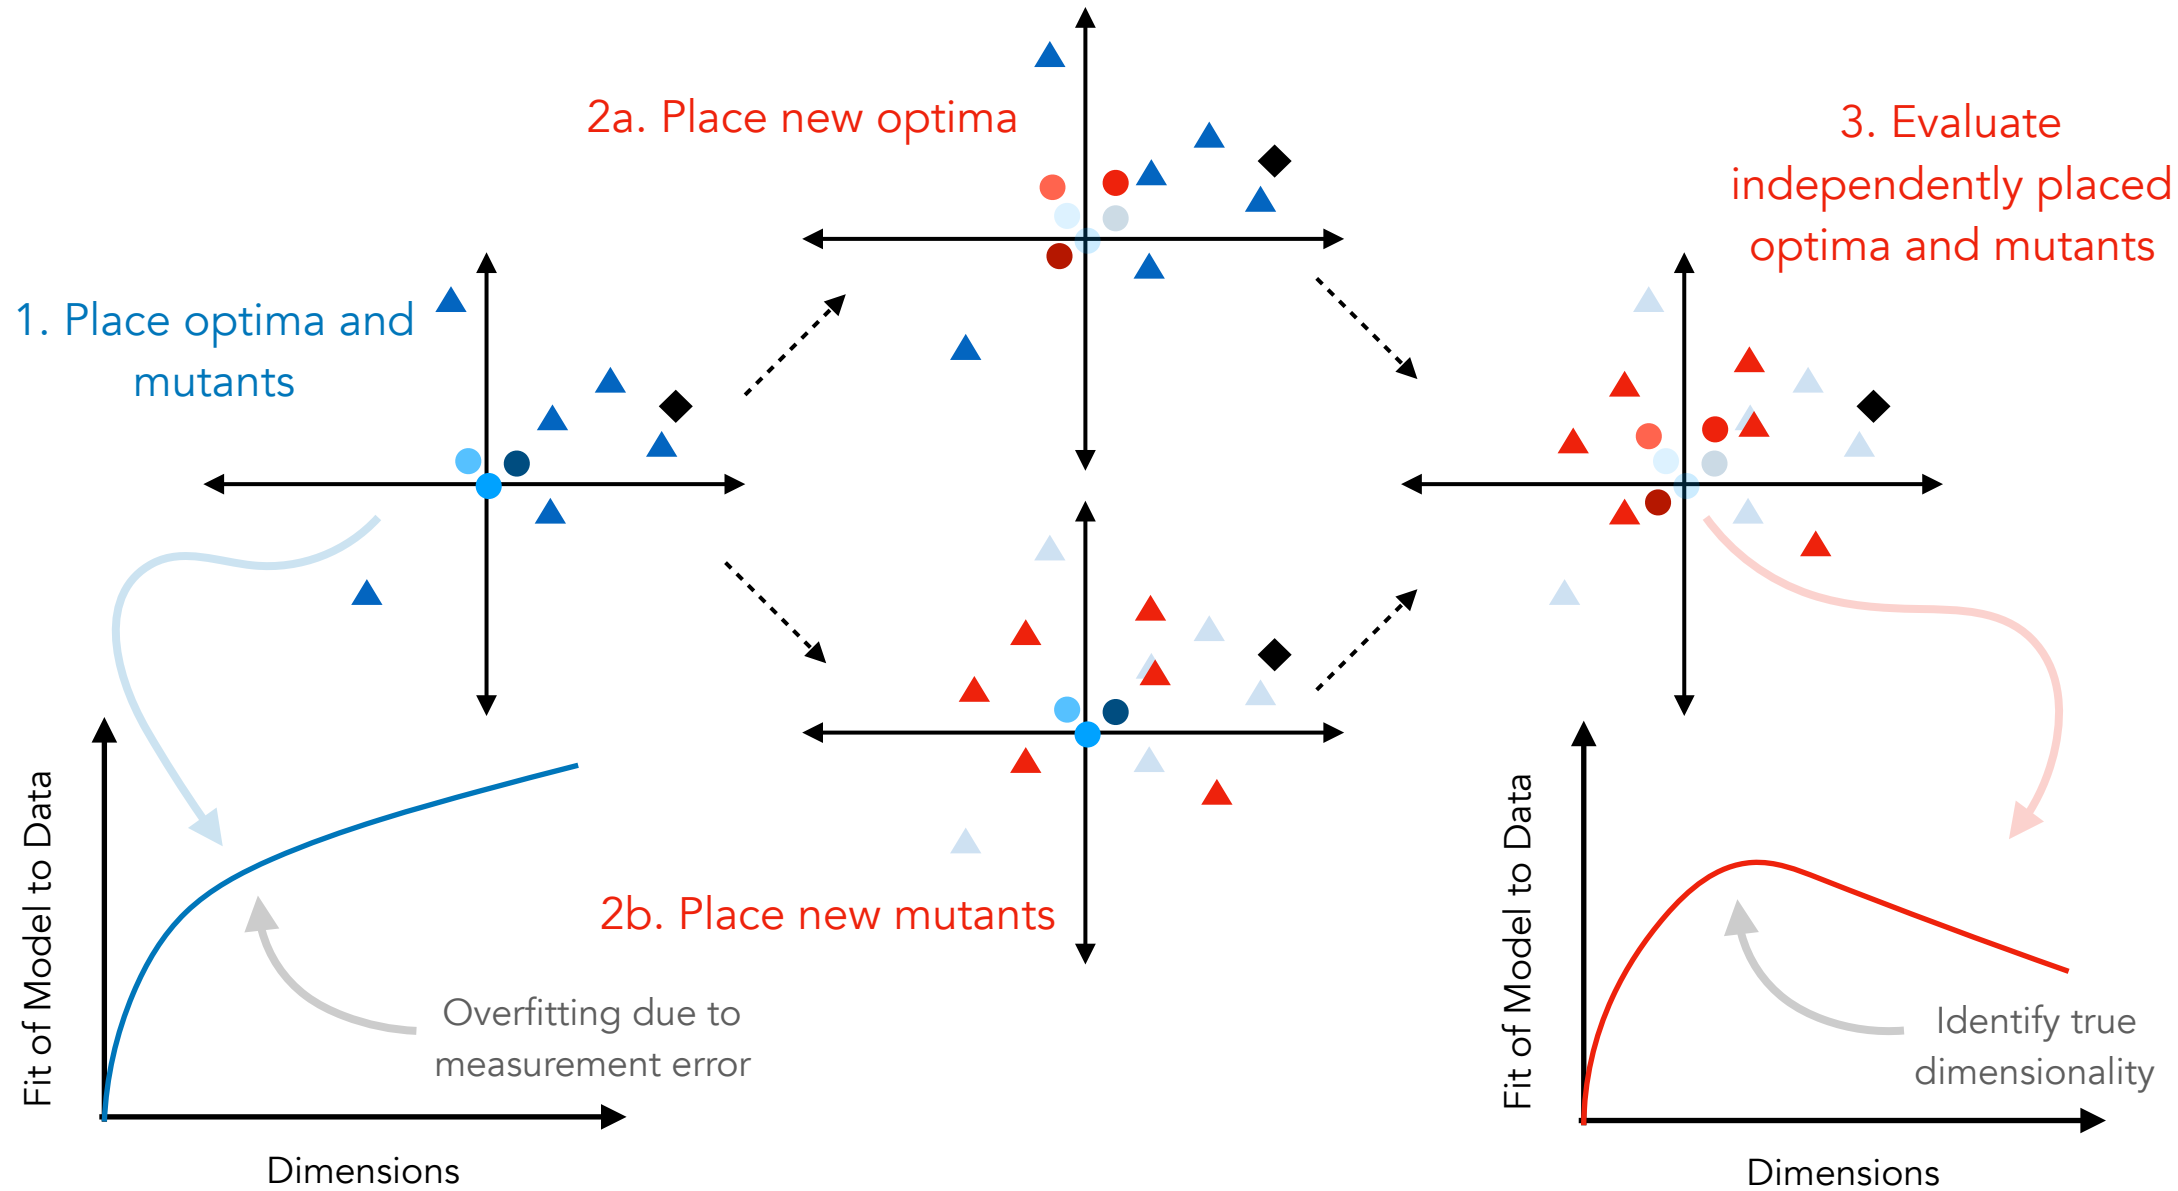 1. Place optima and
mutants
2a. Place new optima
2b. Place new mutants
3. Evaluate
independently placed
optima and mutants
Fit of Model to Data
Overfitting due to
measurement error
Dimensions
Fit of Model to Data
Identify true
dimensionality
Dimensions